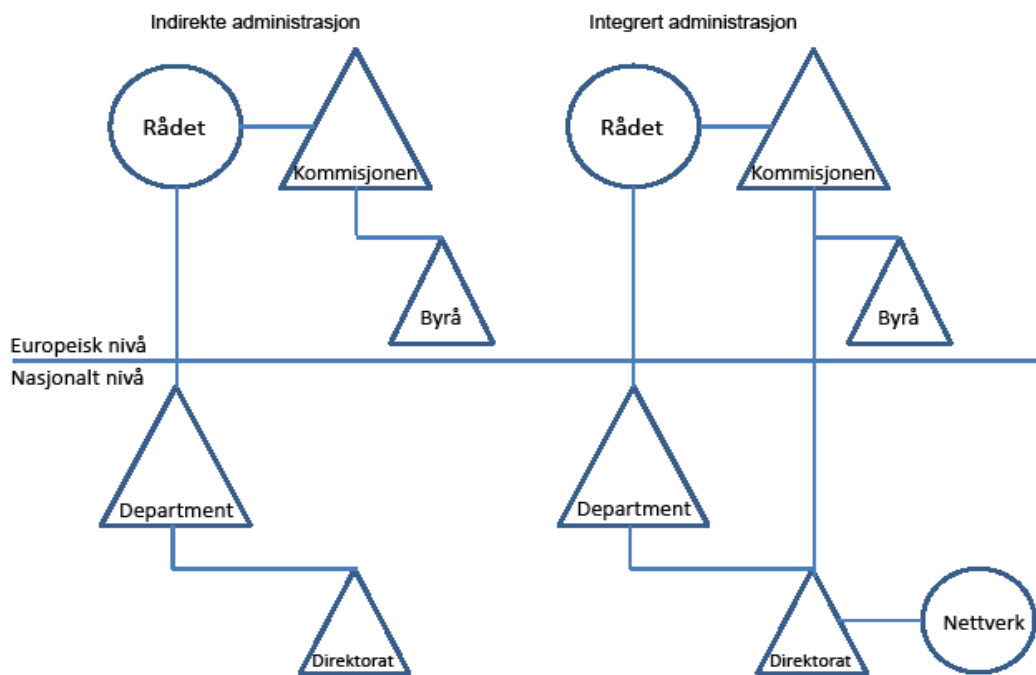 Indirekte administrasjon
Integrert administrasjon
Rådet
Kommisjonen
Rådet
Kommisjonen
Byrå
Byrå
Europeisk nivå
Nasjonalt nivå
Department
Department
Direktorat
Direktorat
Nettverk